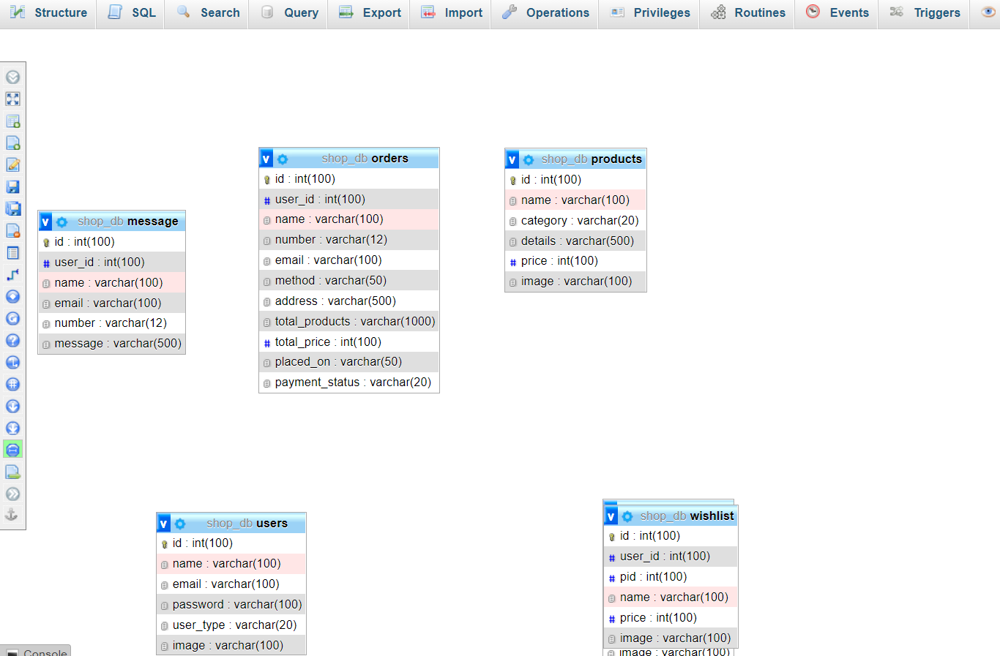 Structure SQL Search Query Export Import Operations Privileges Routines Events Triggers
v shop_db message
id : int(100)
user_id : int(100)
name : varchar(100)
email : varchar(100)
number : varchar(12)
message : varchar(500)
v shop_db orders
id : int(100)
user_id : int(100)
name : varchar(100)
number : varchar(12)
email : varchar(100)
method : varchar(50)
address : varchar(500)
total_products : varchar(1000)
total_price : int(100)
placed_on : varchar(50)
payment_status : varchar(20)
v shop_db products
id : int(100)
name : varchar(100)
category : varchar(20)
details : varchar(500)
price : int(100)
image : varchar(100)
v shop_db users
id : int(100)
name : varchar(100)
email : varchar(100)
password : varchar(100)
user_type : varchar(20)
image : varchar(100)
v shop_db wishlist
id : int(100)
user_id : int(100)
pid : int(100)
name : varchar(100)
price : int(100)
image : varchar(100)
image : varchar(100)
Console